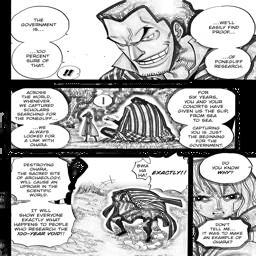 THE
GOVERNMENT
IS...
...100
PERCENT
SURE OF
THAT.
!!
...WE'LL
EASILY FIND
PROOF...
...OF
PONEGLIFF
RESEARCH.
ACROSS
THE WORLD,
WHENEVER
WE CAPTURED
SCHOLARS
SEARCHING FOR
THE PONEGLIFF...
...WE
ALWAYS
LOOKED FOR
A LINK WITH
OHARA.
!
FOR
SIX YEARS,
YOU AND YOUR
COHORTS HAVE
GIVEN US THE SLIP,
FROM SEA
TO SEA.
CAPTURING
YOU IS JUST
THE BEGINNING
FOR THE
GOVERNMENT.
DESTROYING
OHARA,
THE SACRED SITE
OF ARCHAEOLOGY,
WILL CAUSE AN
UPROAR IN THE
SCIENTIFIC
WORLD.
IT WILL
SHOW EVERYONE
EXACTLY WHAT
HAPPENS TO PEOPLE
WHO RESEARCH THE
100-YEAR VOID!!
BWA
HA
HA!
EXACTLY!!
DO YOU
KNOW
WHY?
DON'T
TELL ME...
IT WAS TO MAKE
AN EXAMPLE OF
OHARA?